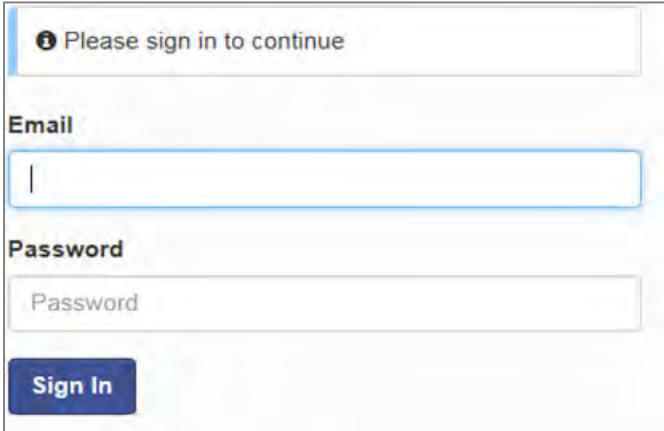 Please sign in to continue
Email
Password
Password
Sign In